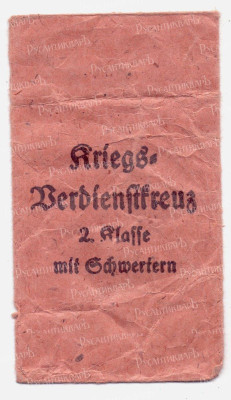 Kriegs-
Verdienstkreuz
2. Klasse
mit Schwertern